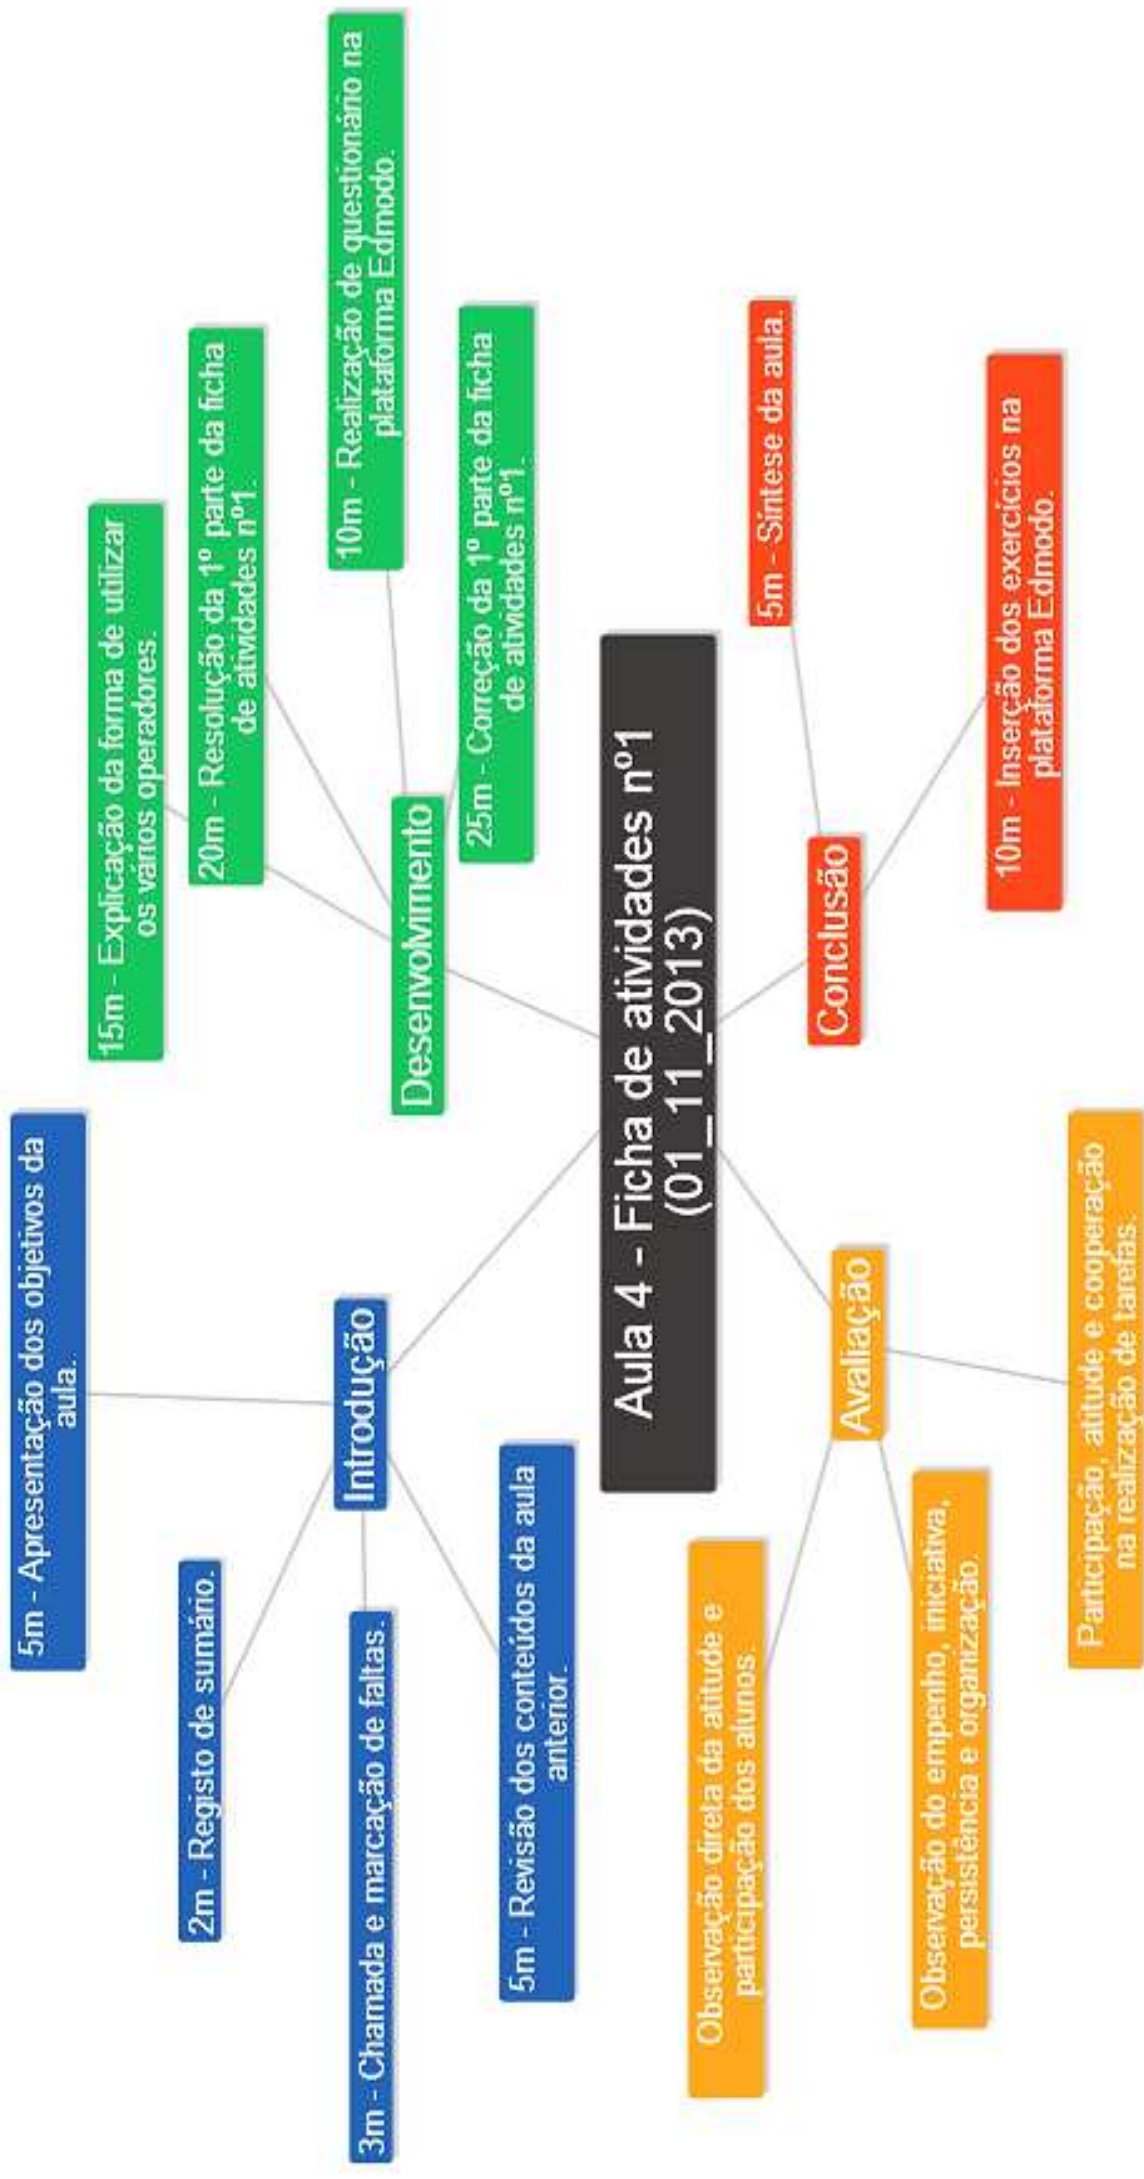 5m - Apresentação dos objetivos da
aula.
2m - Registo de sumário.
3m - Chamada e marcação de faltas.
5m - Revisão dos conteúdos da aula
anterior.
Introdução
15m - Explicação da forma de utilizar
os vários operadores.
20m - Resolução da 1º parte da ficha
de atividades nº1.
10m - Realização de questionário na
plataforma Edmodo.
Desenvolvimento
25m - Correção da 1º parte da ficha
de atividades nº1.
Aula 4 - Ficha de atividades nº1
(01_11_2013)
Observação direta da atitude e
participação dos alunos.
Avaliação
Observação do empenho, iniciativa,
persistência e organização.
Participação, atitude e cooperação
na realização de tarefas.
5m - Síntese da aula.
Conclusão
10m - Inserção dos exercícios na
plataforma Edmodo.